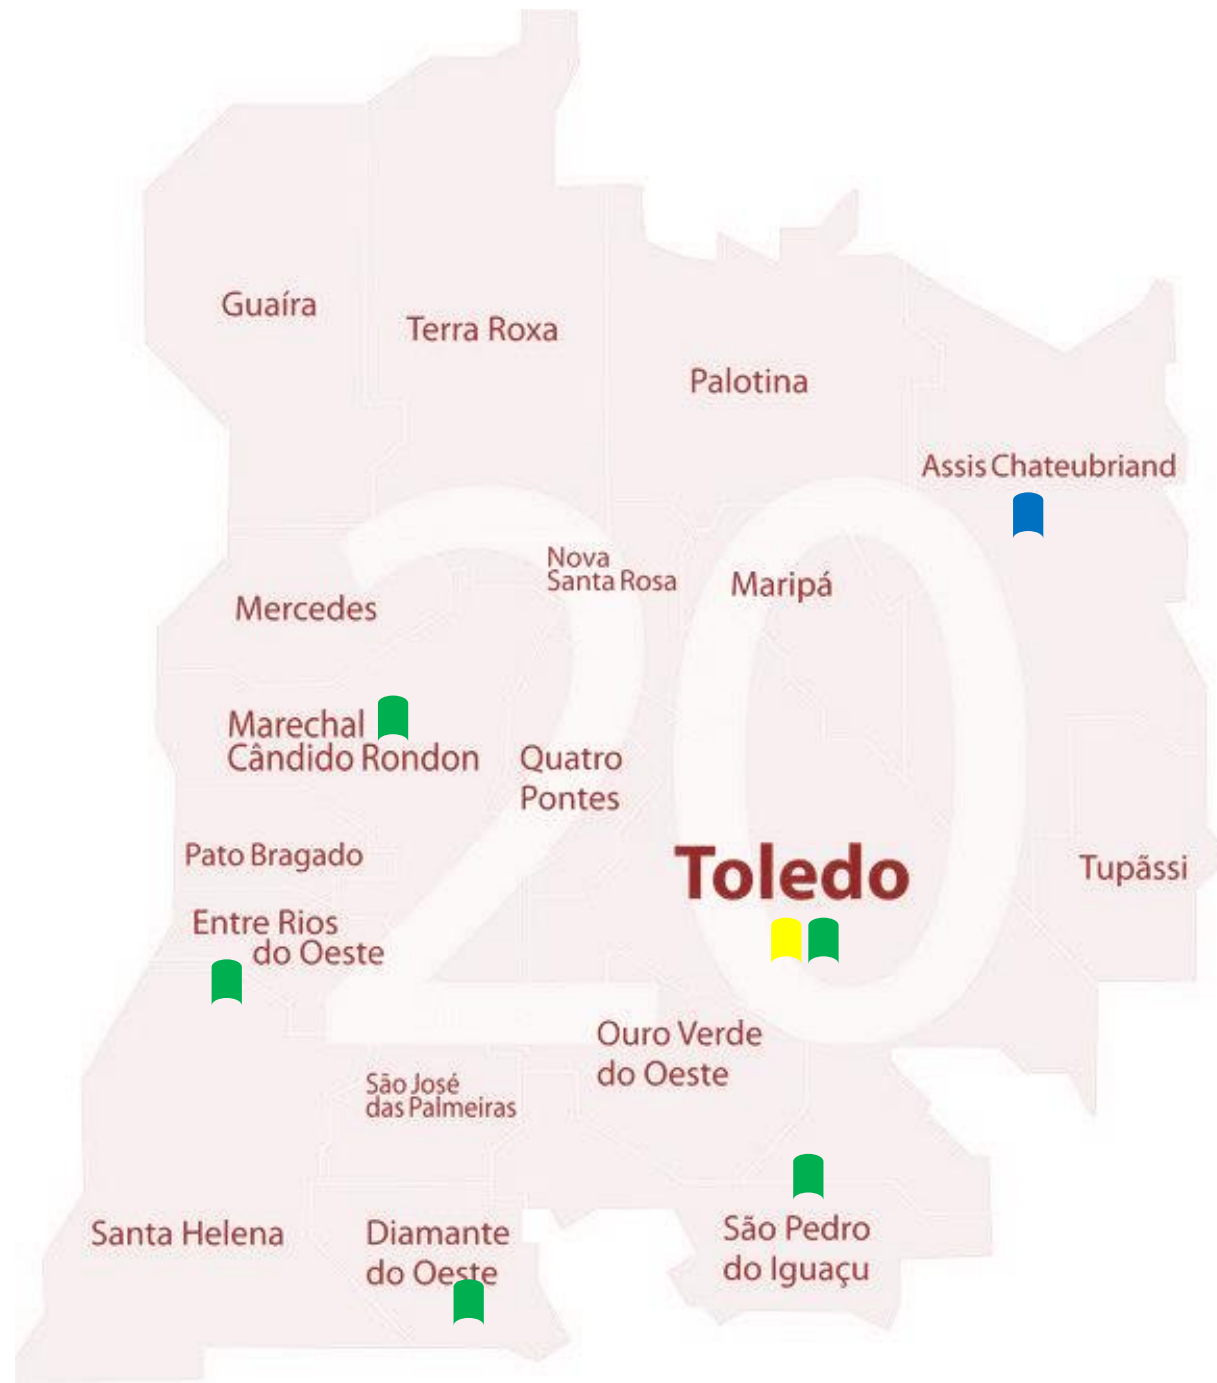 Guaíra
Terra Roxa
Palotina
Assis Chateubriand
Nova
Santa Rosa
Maripá
Mercedes
20
Marechal
Cândido Rondon
Quatro
Pontes
Pato Bragado
Toledo
Tupãssi
Entre Rios
do Oeste
Ouro Verde
do Oeste
São José
das Palmeiras
Santa Helena
Diamante
do Oeste
São Pedro
do Iguaçu